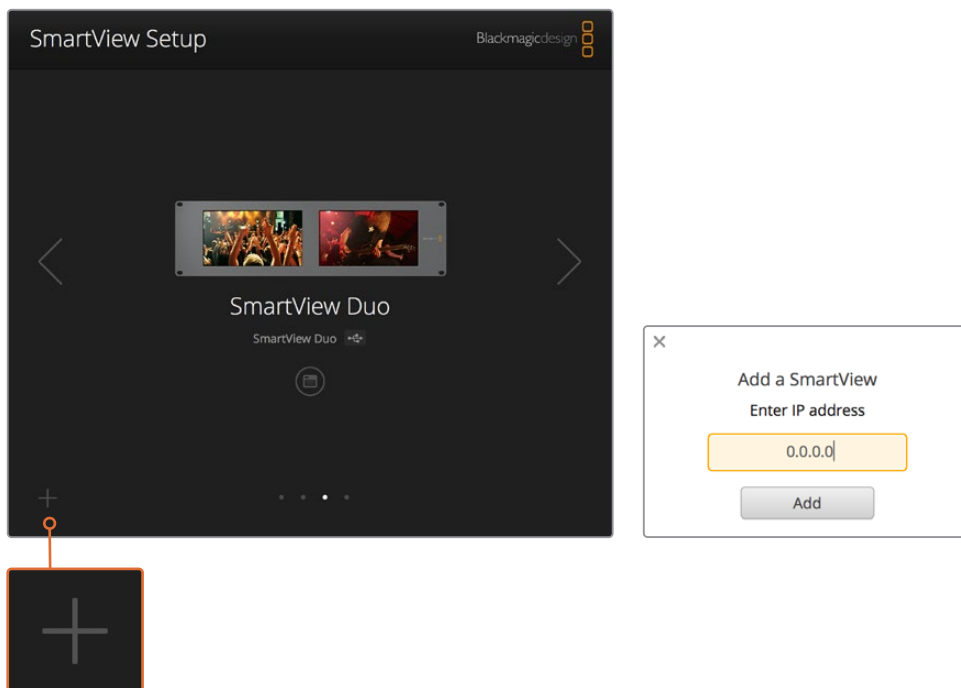 SmartView Setup
Blackmagicdesign
SmartView Duo
SmartView Duo
Add a SmartView
Enter IP address
0.0.0.0
Add